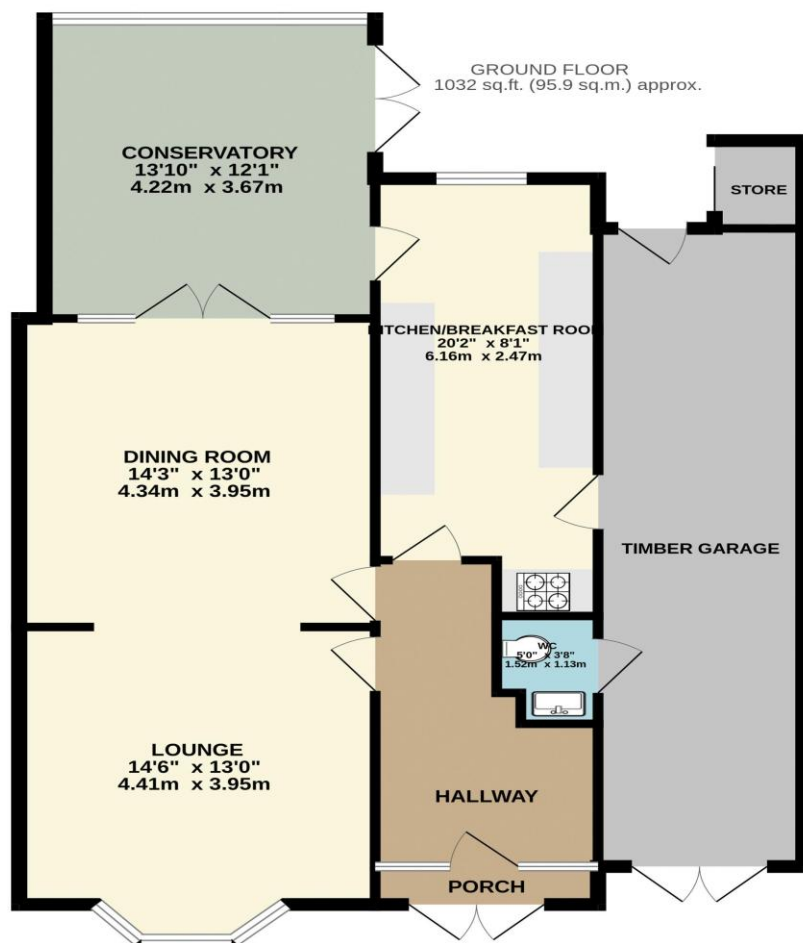 GROUND FLOOR
1032 sq.ft. (95.9 sq.m.) approx.
CONSERVATORY
13'10" x 12'1"
4.22m x 3.67m
STORE
KITCHEN/BREAKFAST ROOM
20'2" x 8'1"
6.16m x 2.47m
DINING ROOM
14'3" x 13'0"
4.34m x 3.95m
TIMBER GARAGE
WC
5'0" x 3'8"
1.52m x 1.13m
LOUNGE
14'6" x 13'0"
4.41m x 3.95m
HALLWAY
PORCH